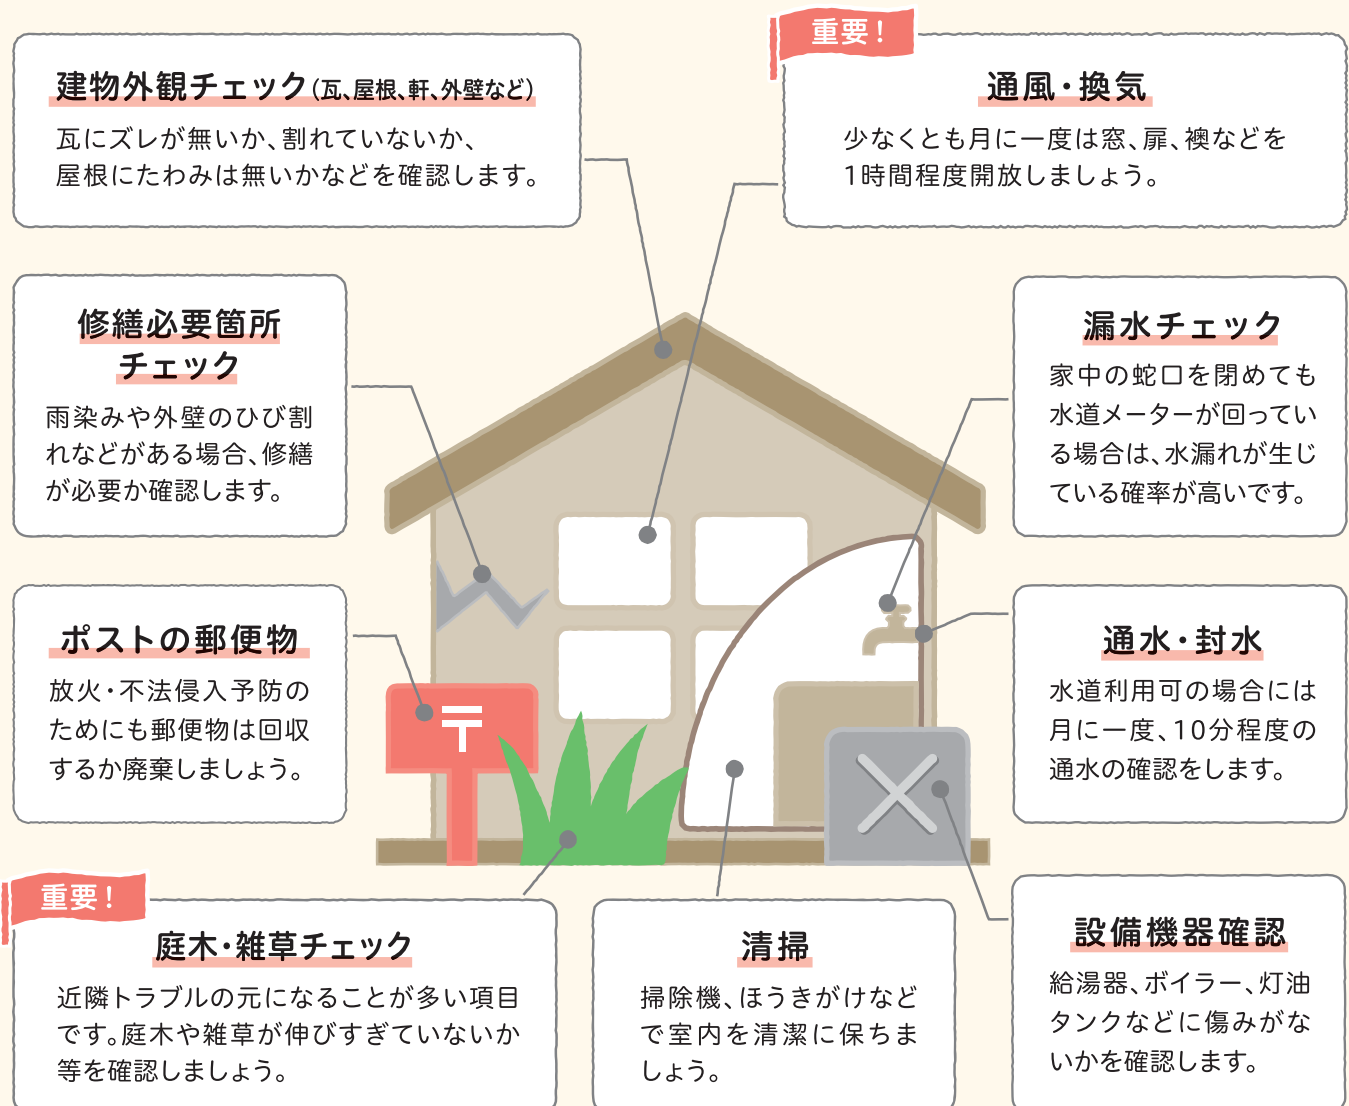 建物外観チェック(瓦、屋根、軒、外壁など)
瓦にズレが無いか、割れていないか、
屋根にたわみは無いかなどを確認します。
重要!
通風・換気
少なくとも月に一度は窓、扉、襖などを
1時間程度開放しましょう。
修繕必要箇所
チェック
雨染みや外壁のひび割
れなどがある場合、修繕
が必要か確認します。
漏水チェック
家中の蛇口を閉めても
水道メーターが回ってい
る場合は、水漏れが生じ
ている確率が高いです。
ポストの郵便物
放火・不法侵入予防の
ためにも郵便物は回収
するか廃棄しましょう。
通水・封水
水道利用可の場合には
月に一度、10分程度の
通水の確認をします。
重要!
庭木・雑草チェック
近隣トラブルの元になることが多い項目
です。庭木や雑草が伸びすぎていないか
等を確認しましょう。
清掃
掃除機、ほうきがけなど
で室内を清潔に保ちま
しょう。
設備機器確認
給湯器、ボイラー、灯油
タンクなどに傷みがな
いかを確認します。
〒